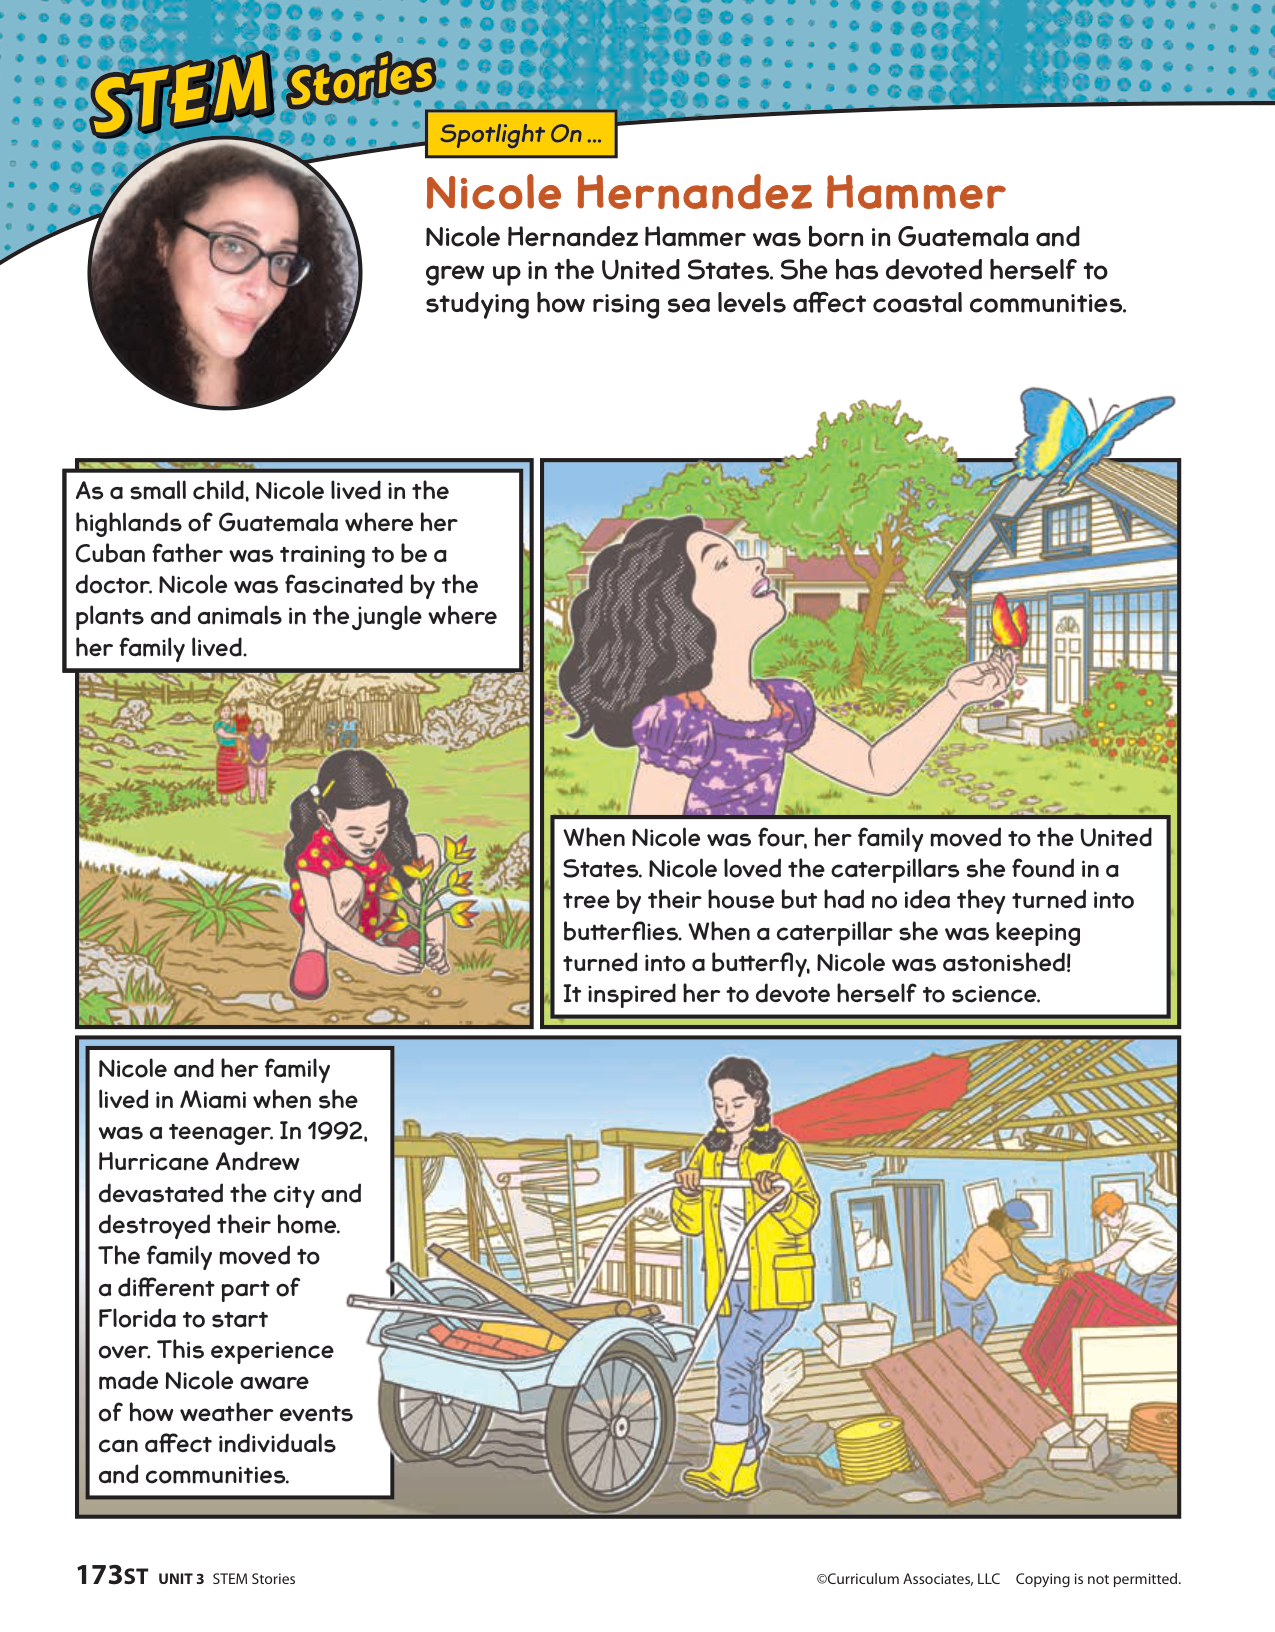 STEM Stories
Spotlight On ...
Nicole Hernandez Hammer
Nicole Hernandez Hammer was born in Guatemala and
grew up in the United States. She has devoted herself to
studying how rising sea levels affect coastal communities.
As a small child, Nicole lived in the
highlands of Guatemala where her
Cuban father was training to be a
doctor. Nicole was fascinated by the
plants and animals in the jungle where
her family lived.
When Nicole was four, her family moved to the United
States. Nicole loved the caterpillars she found in a
tree by their house but had no idea they turned into
butterflies. When a caterpillar she was keeping
turned into a butterfly, Nicole was astonished!
It inspired her to devote herself to science.
Nicole and her family
lived in Miami when she
was a teenager. In 1992,
Hurricane Andrew
devastated the city and
destroyed their home.
The family moved to
a different part of
Florida to start
over. This experience
made Nicole aware
of how weather events
can affect individuals
and communities.
173ST UNIT 3 STEM Stories
©Curriculum Associates, LLC Copying is not permitted.